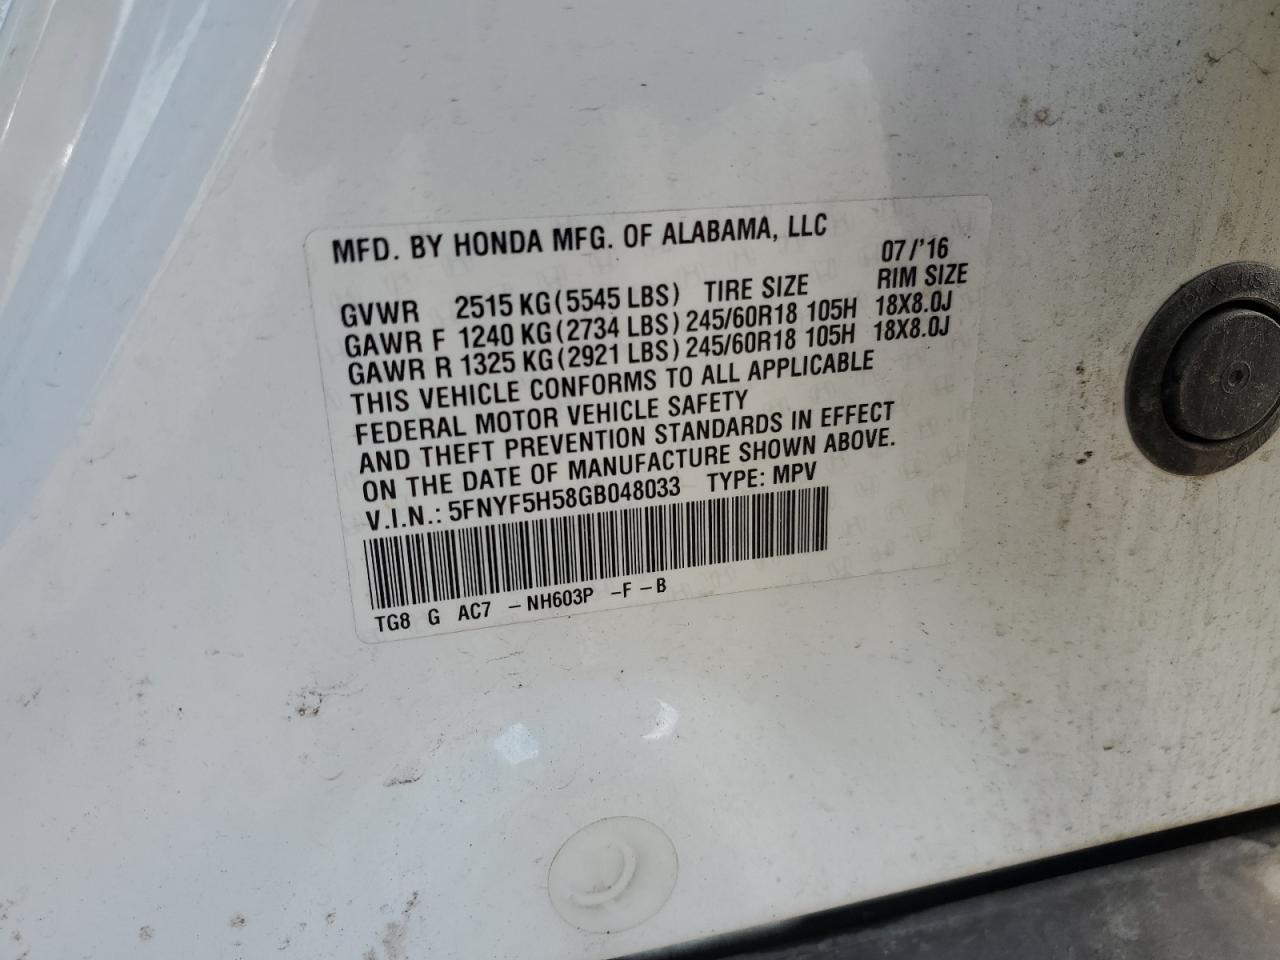 MFD. BY HONDA MFG. OF ALABAMA, LLC
07/'16
GVWR 2515 KG(5545 LBS) TIRE SIZE RIM SIZE
GAWR F 1240 KG(2734 LBS) 245/60R18 105H 18X8.0J
GAWR R 1325 KG(2921 LBS) 245/60R18 105H 18X8.0J
THIS VEHICLE CONFORMS TO ALL APPLICABLE
FEDERAL MOTOR VEHICLE SAFETY
AND THEFT PREVENTION STANDARDS IN EFFECT
ON THE DATE OF MANUFACTURE SHOWN ABOVE.
V.I.N.: 5FNYF5H58GB048033 TYPE: MPV
TG8 G AC7 -NH603P -F-B